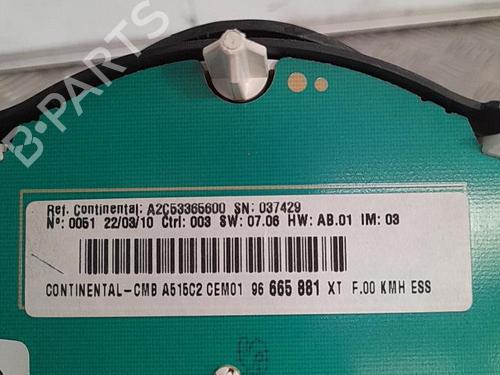 B-PARTS
Ref. Continental: A2C53365600 SN: 037429
Nº: 0051 22/03/10 Ctrl: 003 SW: 07.06 HW: AB.01 IM: 03
CONTINENTAL-CMB A515C2 CEM01 96 665 881 XT F.00 KMH ESS